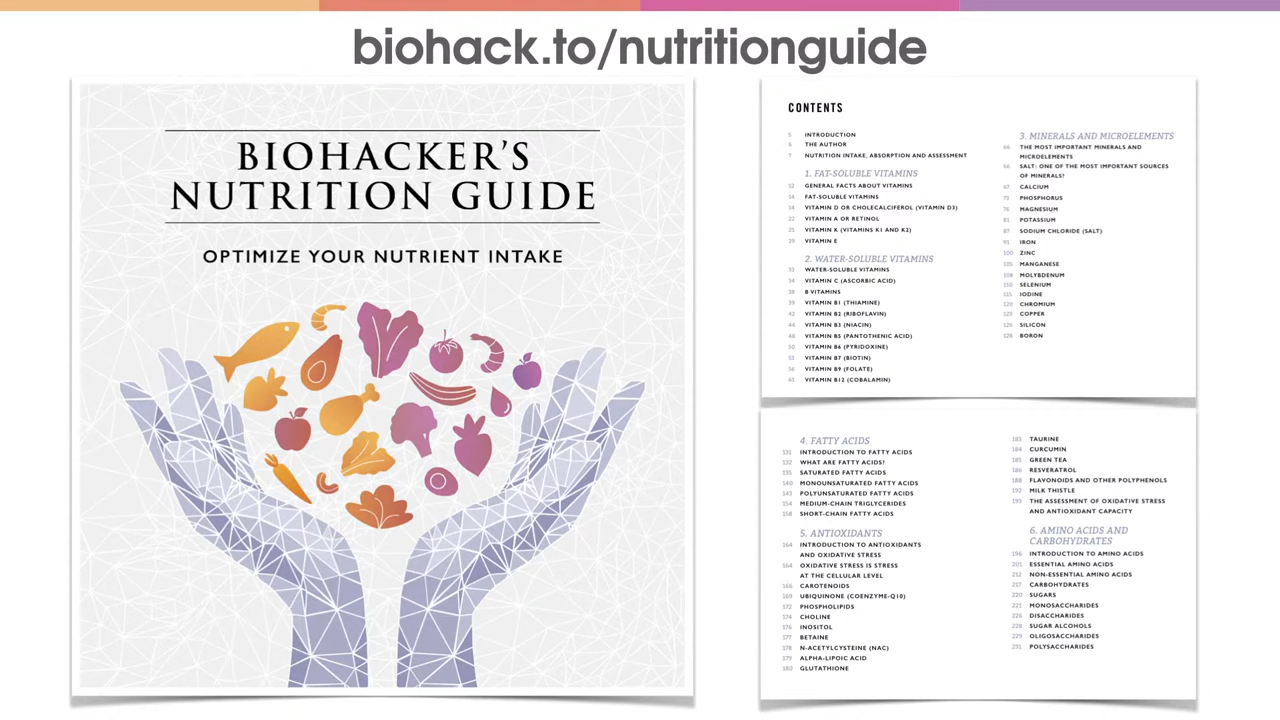 biohack.to/nutritionguide
BIOHACKER'S
NUTRITION GUIDE
OPTIMIZE YOUR NUTRIENT INTAKE
CONTENTS
5 INTRODUCTION
6 THE AUTHOR
7 NUTRITION INTAKE, ABSORPTION AND ASSESSMENT
1. FAT-SOLUBLE VITAMINS
12 GENERAL FACTS ABOUT VITAMINS
14 FAT-SOLUBLE VITAMINS
14 VITAMIN D OR CHOLECALCIFEROL (VITAMIN D3)
22 VITAMIN A OR RETINOL
25 VITAMIN K (VITAMINS K1 AND K2)
29 VITAMIN E
2. WATER-SOLUBLE VITAMINS
33 WATER-SOLUBLE VITAMINS
34 VITAMIN C (ASCORBIC ACID)
38 B VITAMINS
39 VITAMIN B1 (THIAMINE)
42 VITAMIN B2 (RIBOFLAVIN)
44 VITAMIN B3 (NIACIN)
48 VITAMIN B5 (PANTOTHENIC ACID)
50 VITAMIN B6 (PYRIDOXINE)
53 VITAMIN B7 (BIOTIN)
56 VITAMIN B9 (FOLATE)
61 VITAMIN B12 (COBALAMIN)
3. MINERALS AND MICROELEMENTS
66 THE MOST IMPORTANT MINERALS AND
MICROELEMENTS
66 SALT: ONE OF THE MOST IMPORTANT SOURCES
OF MINERALS?
67 CALCIUM
73 PHOSPHORUS
76 MAGNESIUM
81 POTASSIUM
87 SODIUM CHLORIDE (SALT)
91 IRON
100 ZINC
105 MANGANESE
108 MOLYBDENUM
110 SELENIUM
115 IODINE
120 CHROMIUM
123 COPPER
126 SILICON
128 BORON
4. FATTY ACIDS
131 INTRODUCTION TO FATTY ACIDS
132 WHAT ARE FATTY ACIDS?
135 SATURATED FATTY ACIDS
140 MONOUNSATURATED FATTY ACIDS
143 POLYUNSATURATED FATTY ACIDS
154 MEDIUM-CHAIN TRIGLYCERIDES
158 SHORT-CHAIN FATTY ACIDS
5. ANTIOXIDANTS
164 INTRODUCTION TO ANTIOXIDANTS
AND OXIDATIVE STRESS
164 OXIDATIVE STRESS IS STRESS
AT THE CELLULAR LEVEL
166 CAROTENOIDS
169 UBIQUINONE (COENZYME-Q10)
172 PHOSPHOLIPIDS
174 CHOLINE
176 INOSITOL
177 BETAINE
178 N-ACETYLCYSTEINE (NAC)
179 ALPHA-LIPOIC ACID
180 GLUTATHIONE
183 TAURINE
184 CURCUMIN
185 GREEN TEA
186 RESVERATROL
188 FLAVONOIDS AND OTHER POLYPHENOLS
192 MILK THISTLE
193 THE ASSESSMENT OF OXIDATIVE STRESS
AND ANTIOXIDANT CAPACITY
6. AMINO ACIDS AND
CARBOHYDRATES
196 INTRODUCTION TO AMINO ACIDS
201 ESSENTIAL AMINO ACIDS
212 NON-ESSENTIAL AMINO ACIDS
217 CARBOHYDRATES
220 SUGARS
221 MONOSACCHARIDES
226 DISACCHARIDES
228 SUGAR ALCOHOLS
229 OLIGOSACCHARIDES
231 POLYSACCHARIDES